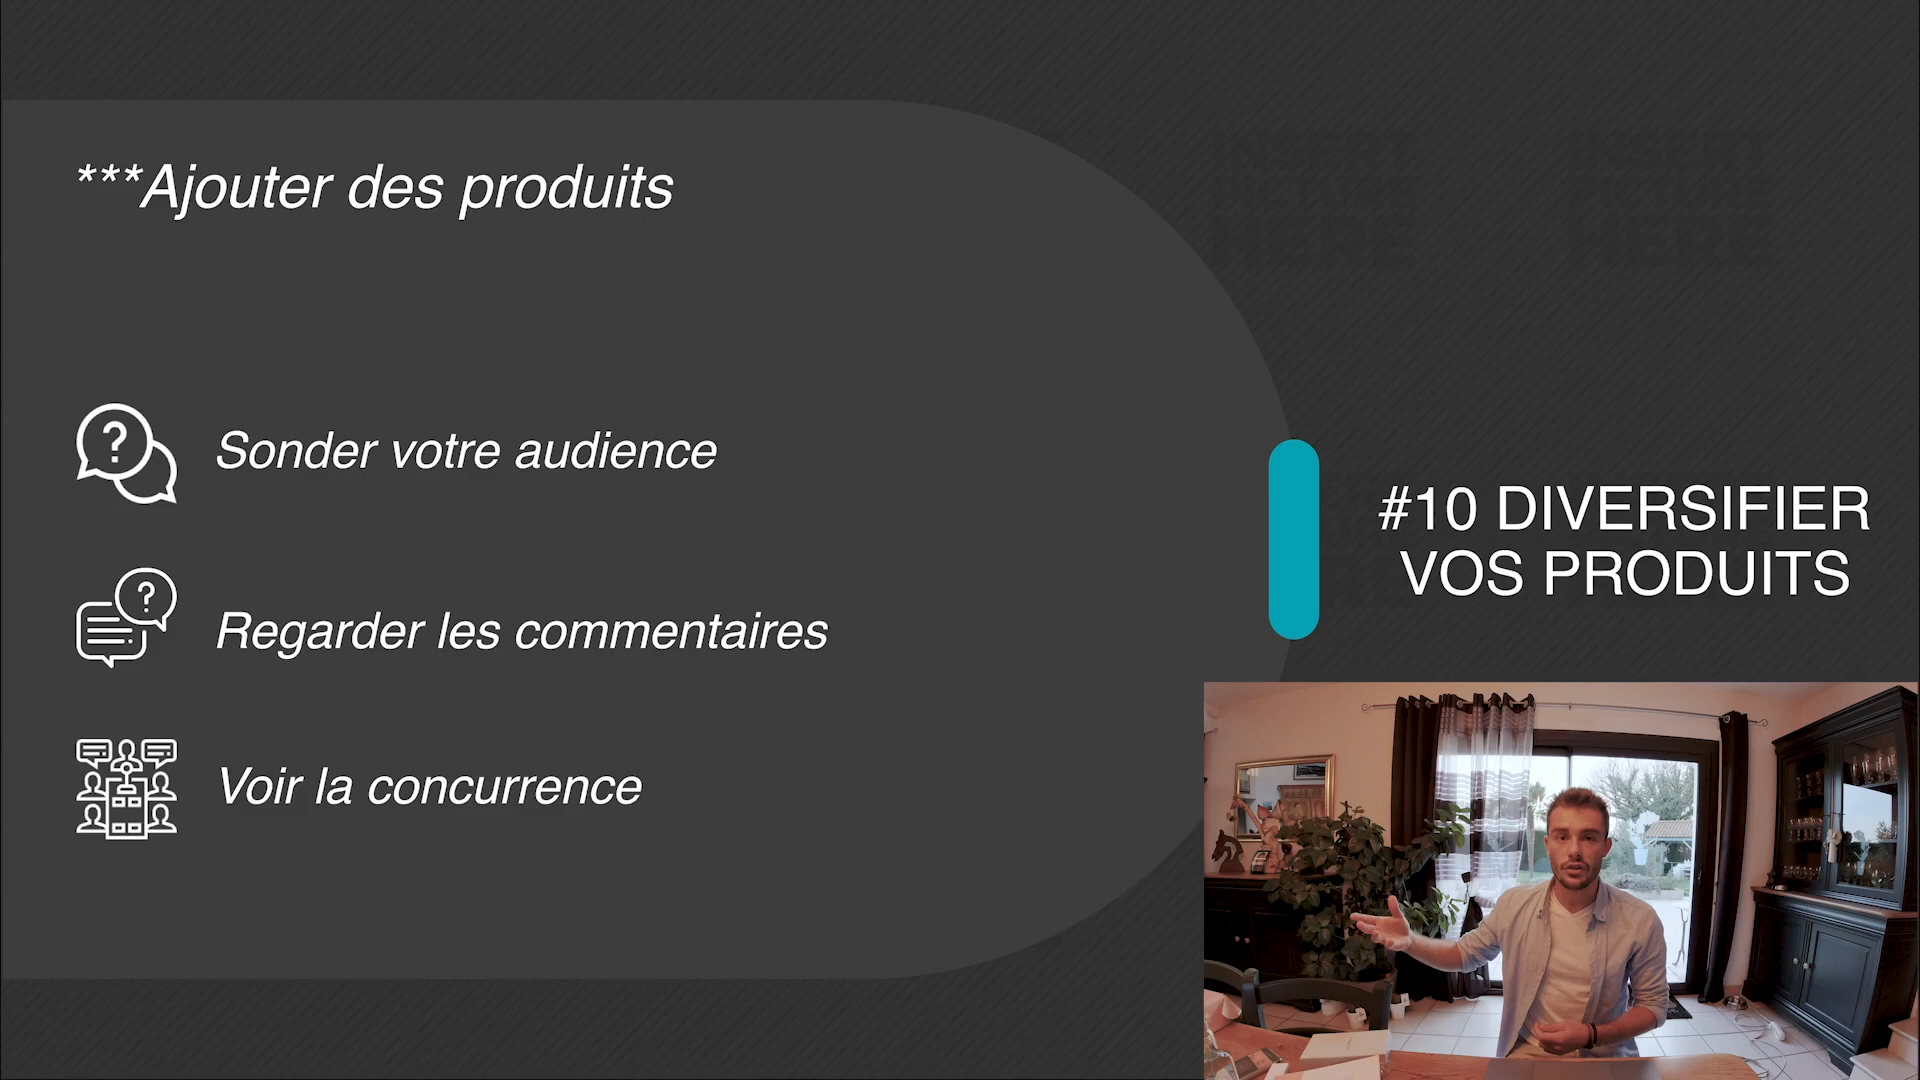 ***Ajouter des produits
Sonder votre audience
Regarder les commentaires
Voir la concurrence
#10 DIVERSIFIER
VOS PRODUITS